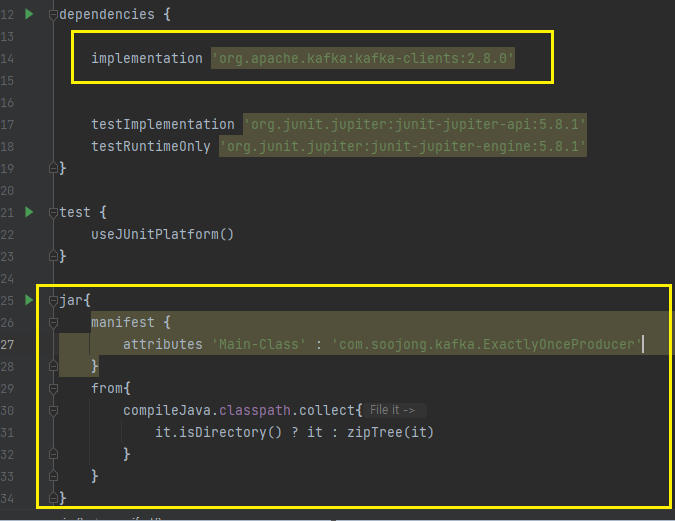 12 dependencies {
13
14 implementation 'org.apache.kafka:kafka-clients:2.8.0'
15
16
17 testImplementation 'org.junit.jupiter:junit-jupiter-api:5.8.1'
18 testRuntimeOnly 'org.junit.jupiter:junit-jupiter-engine:5.8.1'
19 }
20
21 test {
22 useJUnitPlatform()
23 }
24
25 jar{
26 manifest {
27 attributes 'Main-Class' : 'com.soojong.kafka.ExactlyOnceProducer'
28 }
29 from{
30 compileJava.classpath.collect{ File it ->
31 it.isDirectory() ? it : zipTree(it)
32 }
33 }
34 }